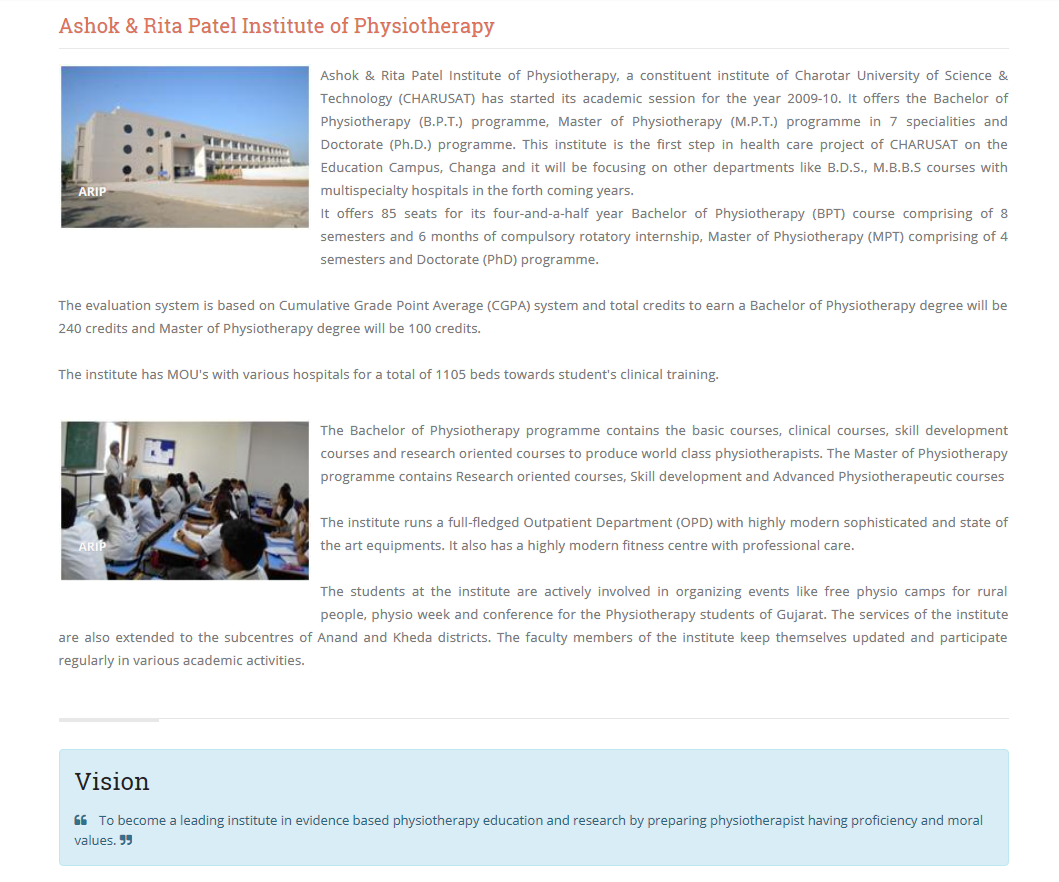 Ashok & Rita Patel Institute of Physiotherapy
Ashok & Rita Patel Institute of Physiotherapy, a constituent institute of Charotar University of Science &
Technology (CHARUSAT) has started its academic session for the year 2009-10. It offers the Bachelor of
Physiotherapy (B.P.T.) programme, Master of Physiotherapy (M.P.T.) programme in 7 specialities and
Doctorate (Ph.D.) programme. This institute is the first step in health care project of CHARUSAT on the
Education Campus, Changa and it will be focusing on other departments like B.D.S., M.B.B.S courses with
multispecialty hospitals in the forth coming years.
ARIP
It offers 85 seats for its four-and-a-half year Bachelor of Physiotherapy (BPT) course comprising of 8
semesters and 6 months of compulsory rotatory internship, Master of Physiotherapy (MPT) comprising of 4
semesters and Doctorate (PhD) programme.
The evaluation system is based on Cumulative Grade Point Average (CGPA) system and total credits to earn a Bachelor of Physiotherapy degree will be
240 credits and Master of Physiotherapy degree will be 100 credits.
The institute has MOU's with various hospitals for a total of 1105 beds towards student's clinical training.
The Bachelor of Physiotherapy programme contains the basic courses, clinical courses, skill development
courses and research oriented courses to produce world class physiotherapists. The Master of Physiotherapy
programme contains Research oriented courses, Skill development and Advanced Physiotherapeutic courses
The institute runs a full-fledged Outpatient Department (OPD) with highly modern sophisticated and state of
the art equipments. It also has a highly modern fitness centre with professional care.
ARIP
The students at the institute are actively involved in organizing events like free physio camps for rural
people, physio week and conference for the Physiotherapy students of Gujarat. The services of the institute
are also extended to the subcentres of Anand and Kheda districts. The faculty members of the institute keep themselves updated and participate
regularly in various academic activities.
Vision
❝ To become a leading institute in evidence based physiotherapy education and research by preparing physiotherapist having proficiency and moral
values. ❞